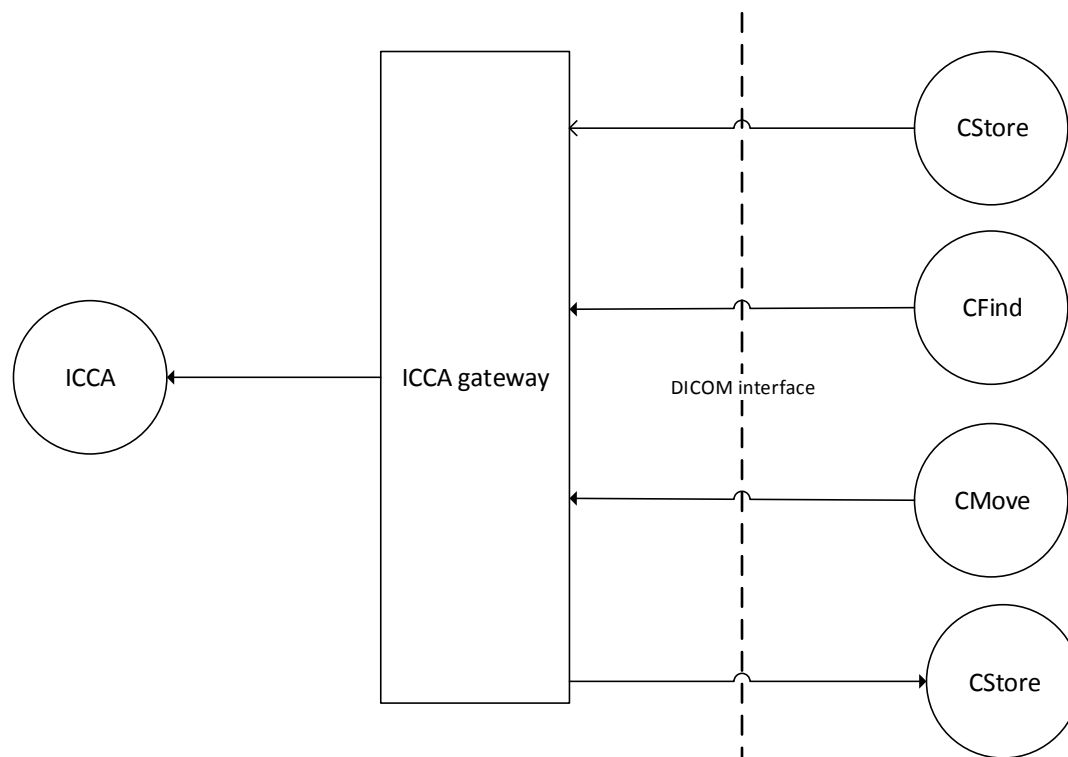 CStore
CFind
ICCA
ICCA gateway
DICOM interface
CMove
CStore